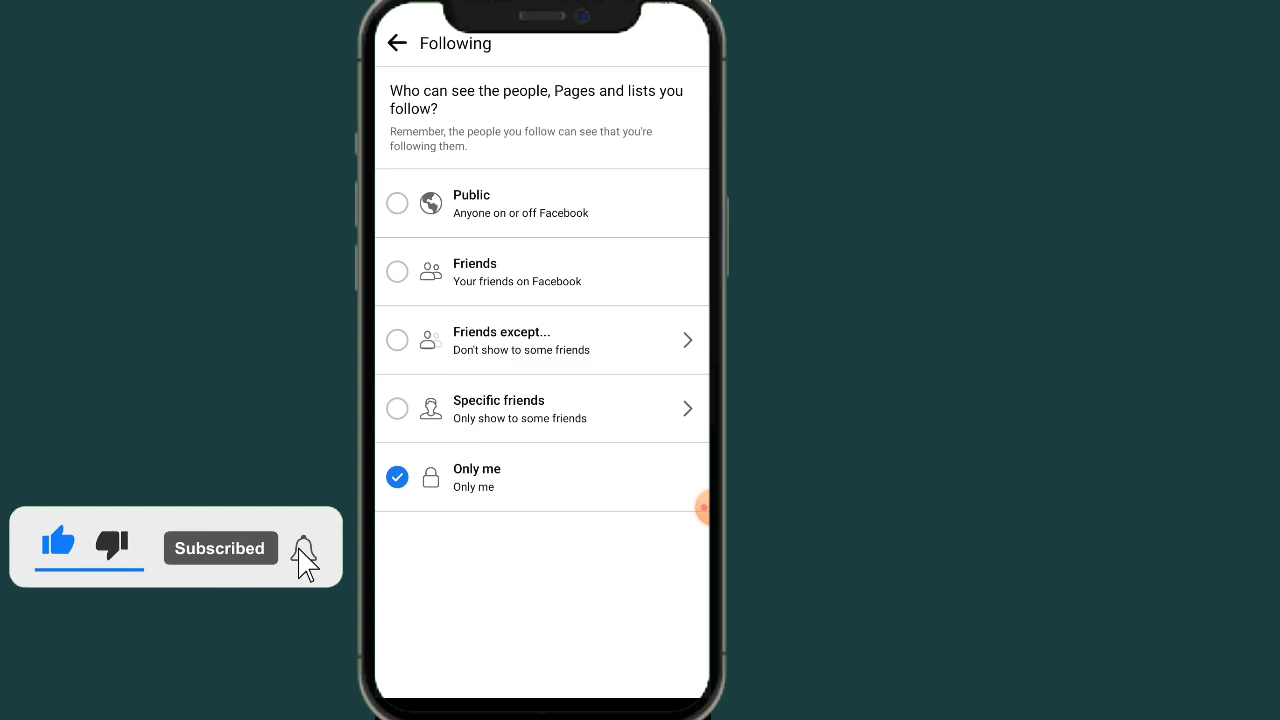 Following
Who can see the people, Pages and lists you
follow?
Remember, the people you follow can see that you're
following them.
Public
Anyone on or off Facebook
Friends
Your friends on Facebook
Friends except...
Don't show to some friends
Specific friends
Only show to some friends
Only me
Only me
Subscribed